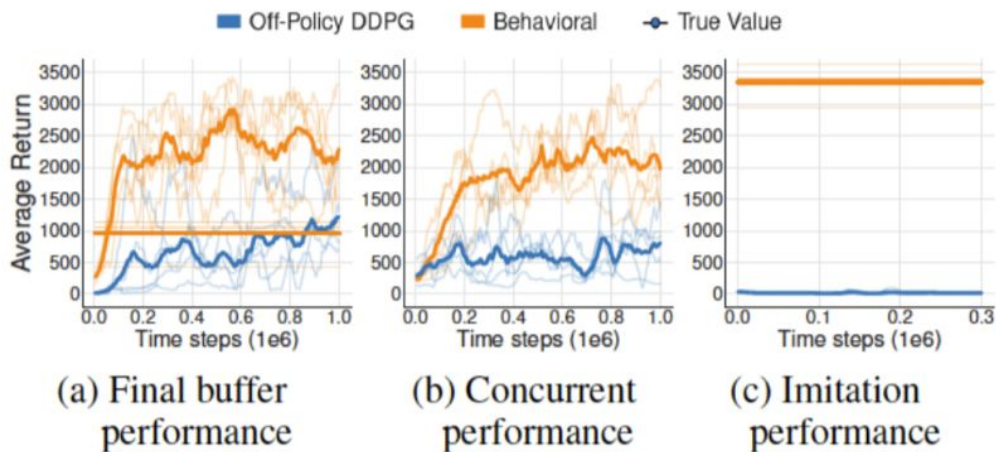 Off-Policy DDPG Behavioral True Value
Average Return
3500 3000 2500 2000 1500 1000 500 0
0.0 0.2 0.4 0.6 0.8 1.0
Time steps (1e6)
3500 3000 2500 2000 1500 1000 500 0
0.0 0.2 0.4 0.6 0.8 1.0
Time steps (1e6)
3500 3000 2500 2000 1500 1000 500 0
0.0 0.1 0.2 0.3
Time steps (1e6)
(a) Final buffer
performance
(b) Concurrent
performance
(c) Imitation
performance